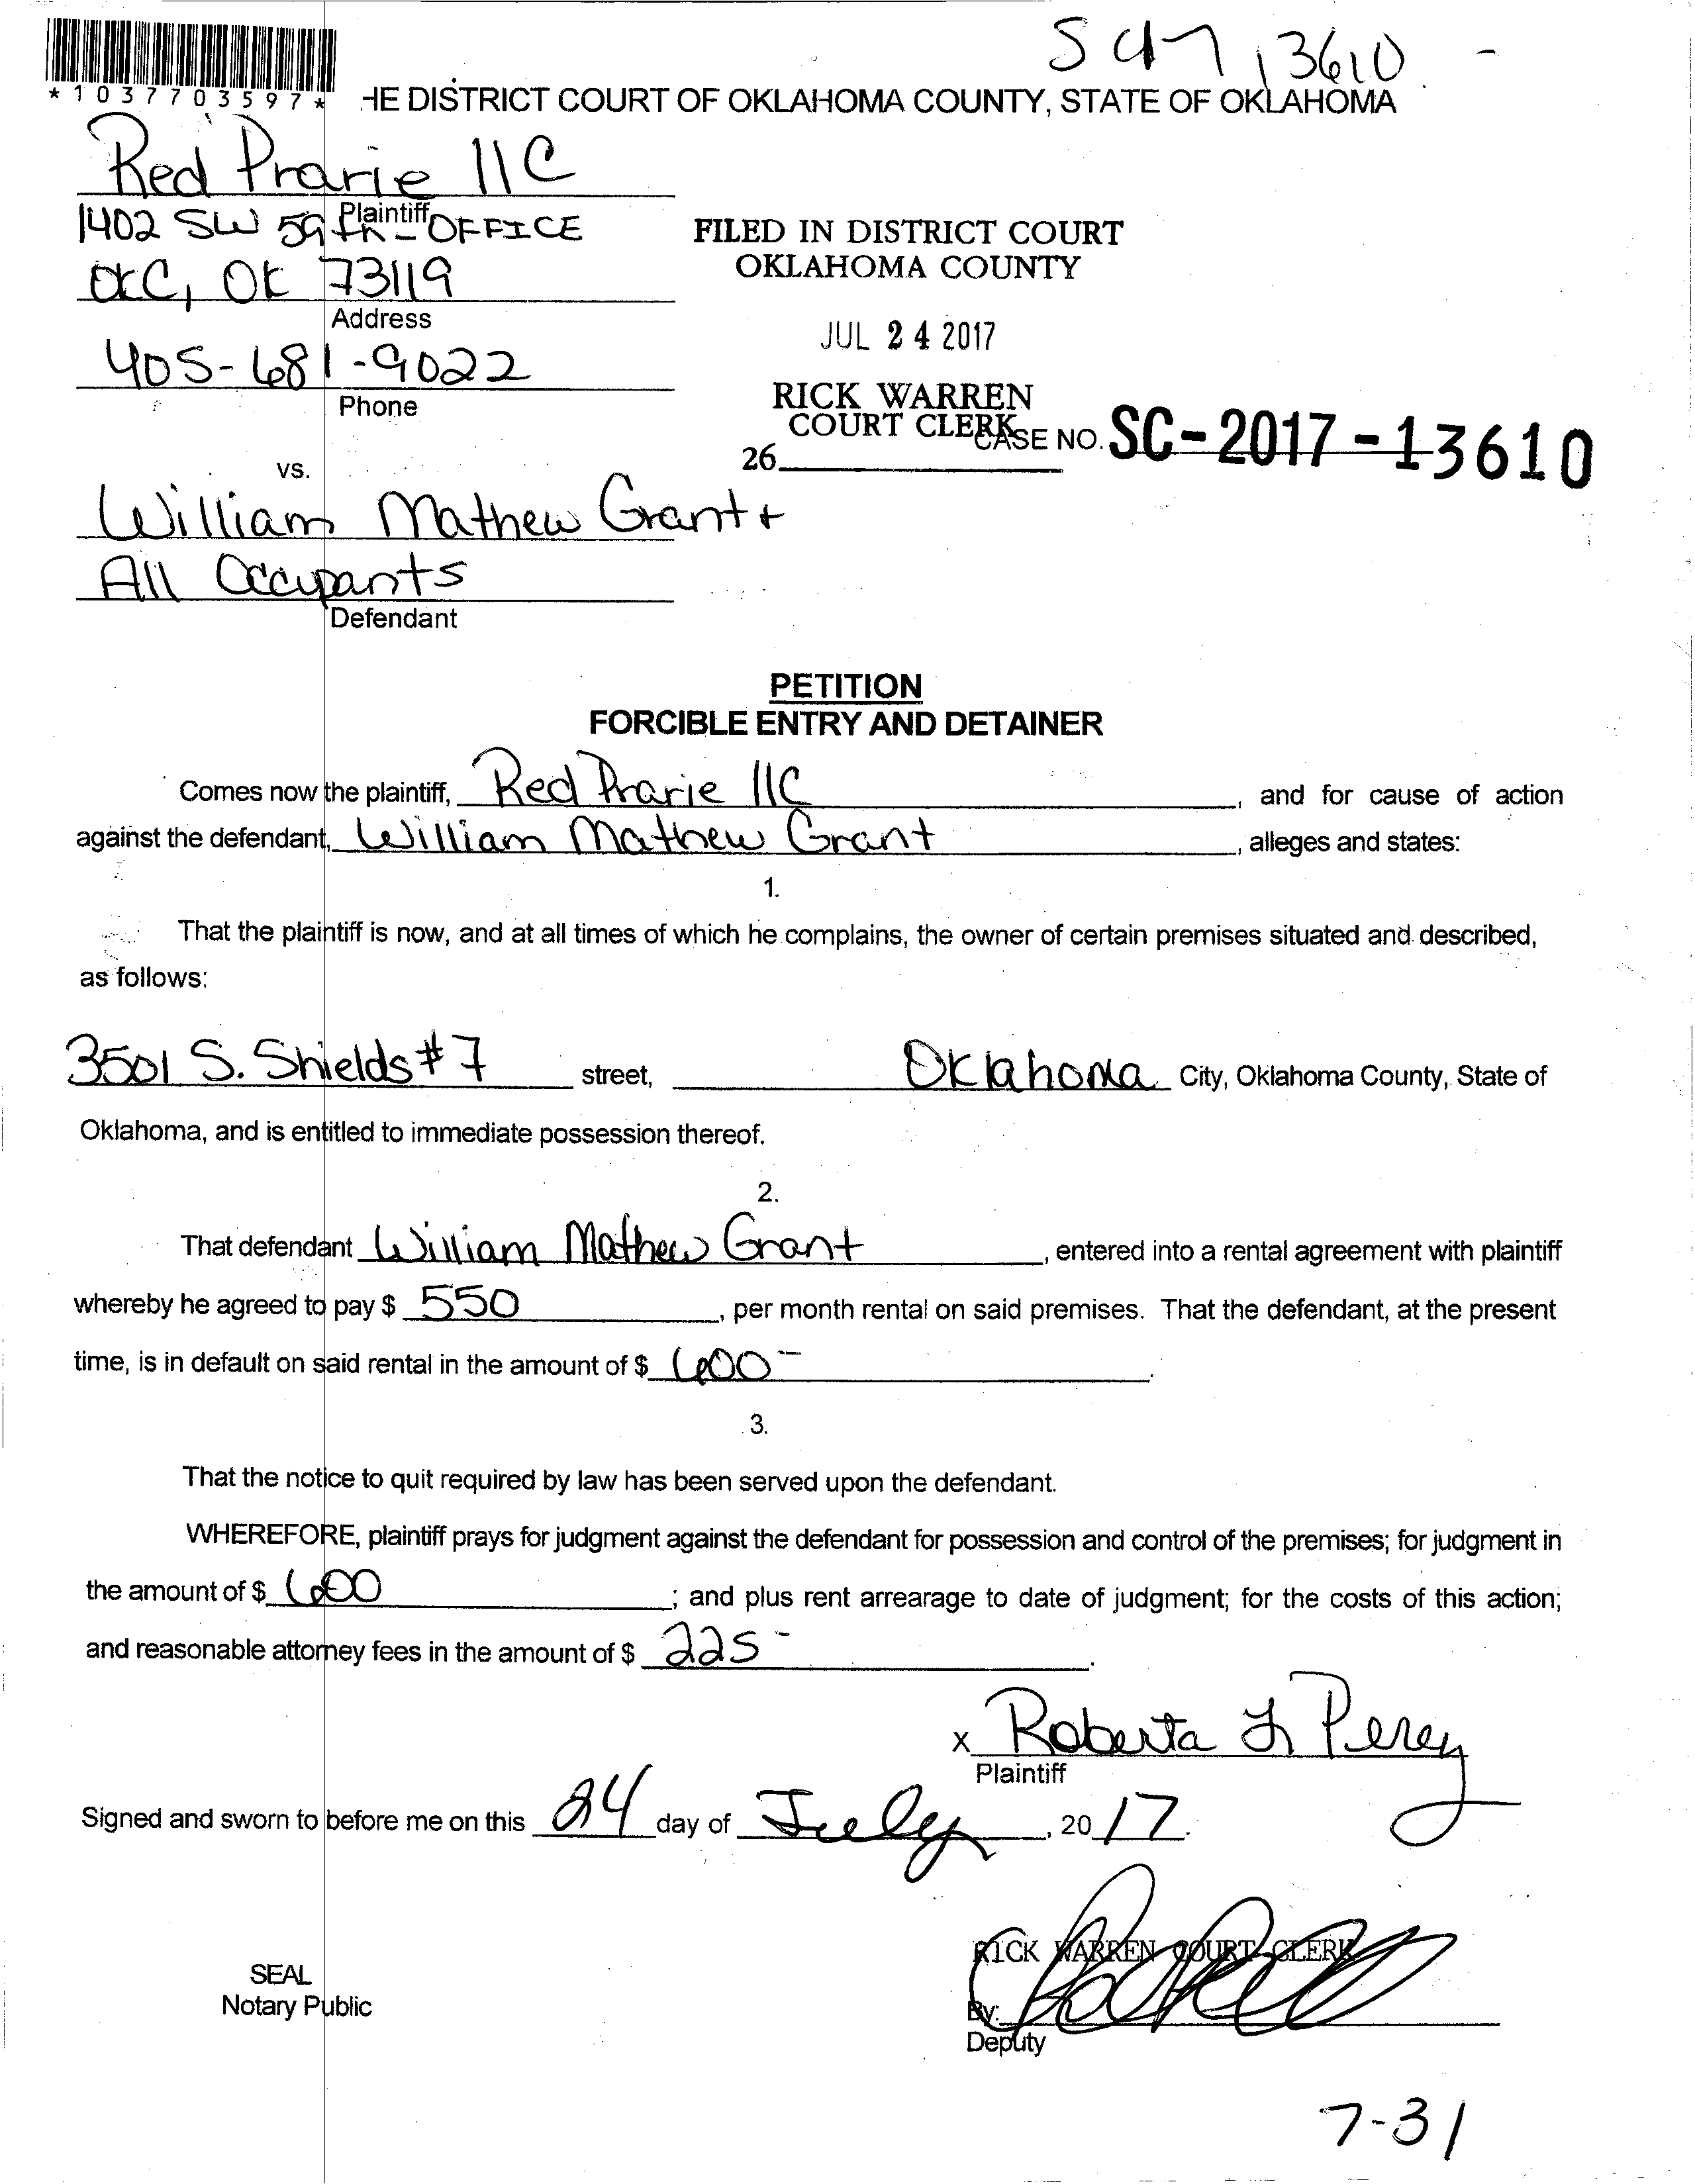 SC17 13610 -
*1037703597*
HE DISTRICT COURT OF OKLAHOMA COUNTY, STATE OF OKLAHOMA
Red Prarie llC
Plaintiff
1402 SW 59th - OFFICE
OKC, OK 73119
Address
405-681-9022
Phone
FILED IN DISTRICT COURT
OKLAHOMA COUNTY
JUL 24 2017
RICK WARREN
COURT CLERK
26
CASE NO. SC-2017-13610
vs.
William Mathew Grant +
All Occupants
Defendant
PETITION
FORCIBLE ENTRY AND DETAINER
Comes now the plaintiff, Red Prarie llC, and for cause of action
against the defendant, William Mathew Grant, alleges and states:
1.
That the plaintiff is now, and at all times of which he complains, the owner of certain premises situated and described,
as follows:
3501 S. Shields #7 street, Oklahoma City, Oklahoma County, State of
Oklahoma, and is entitled to immediate possession thereof.
2.
That defendant William Mathew Grant, entered into a rental agreement with plaintiff
whereby he agreed to pay $ 550, per month rental on said premises. That the defendant, at the present
time, is in default on said rental in the amount of $ 600-.
3.
That the notice to quit required by law has been served upon the defendant.
WHEREFORE, plaintiff prays for judgment against the defendant for possession and control of the premises; for judgment in
the amount of $ 600; and plus rent arrearage to date of judgment; for the costs of this action;
and reasonable attorney fees in the amount of $ 225-.
x Roberta L Perez
Plaintiff
Signed and sworn to before me on this 24 day of July, 2017.
RICK WARREN COURT CLERK
SEAL
Notary Public
By:
Deputy
7-31